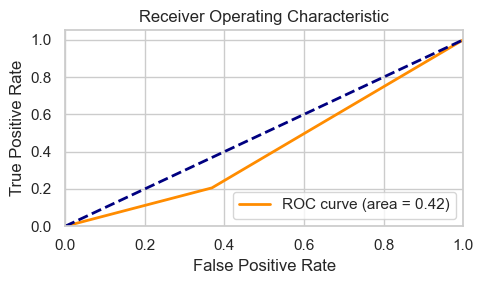 Receiver Operating Characteristic
1.0
0.8
0.6
0.4
0.2
0.0
True Positive Rate
ROC curve (area = 0.42)
0.0 0.2 0.4 0.6 0.8 1.0
False Positive Rate